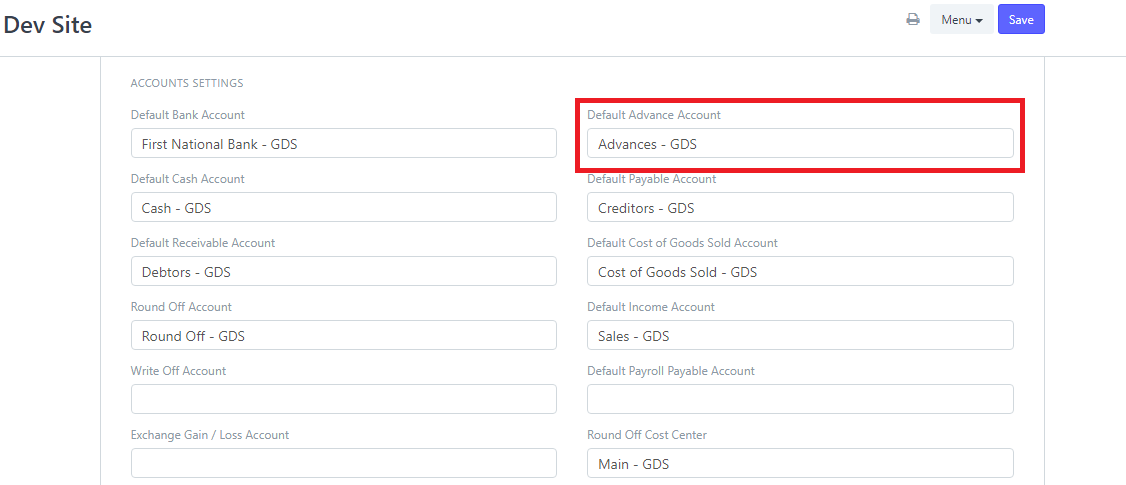 Dev Site
Menu
Save
ACCOUNTS SETTINGS
Default Bank Account
First National Bank - GDS
Default Cash Account
Cash - GDS
Default Receivable Account
Debtors - GDS
Round Off Account
Round Off - GDS
Write Off Account
Exchange Gain / Loss Account
Default Advance Account
Advances - GDS
Default Payable Account
Creditors - GDS
Default Cost of Goods Sold Account
Cost of Goods Sold - GDS
Default Income Account
Sales - GDS
Default Payroll Payable Account
Round Off Cost Center
Main - GDS